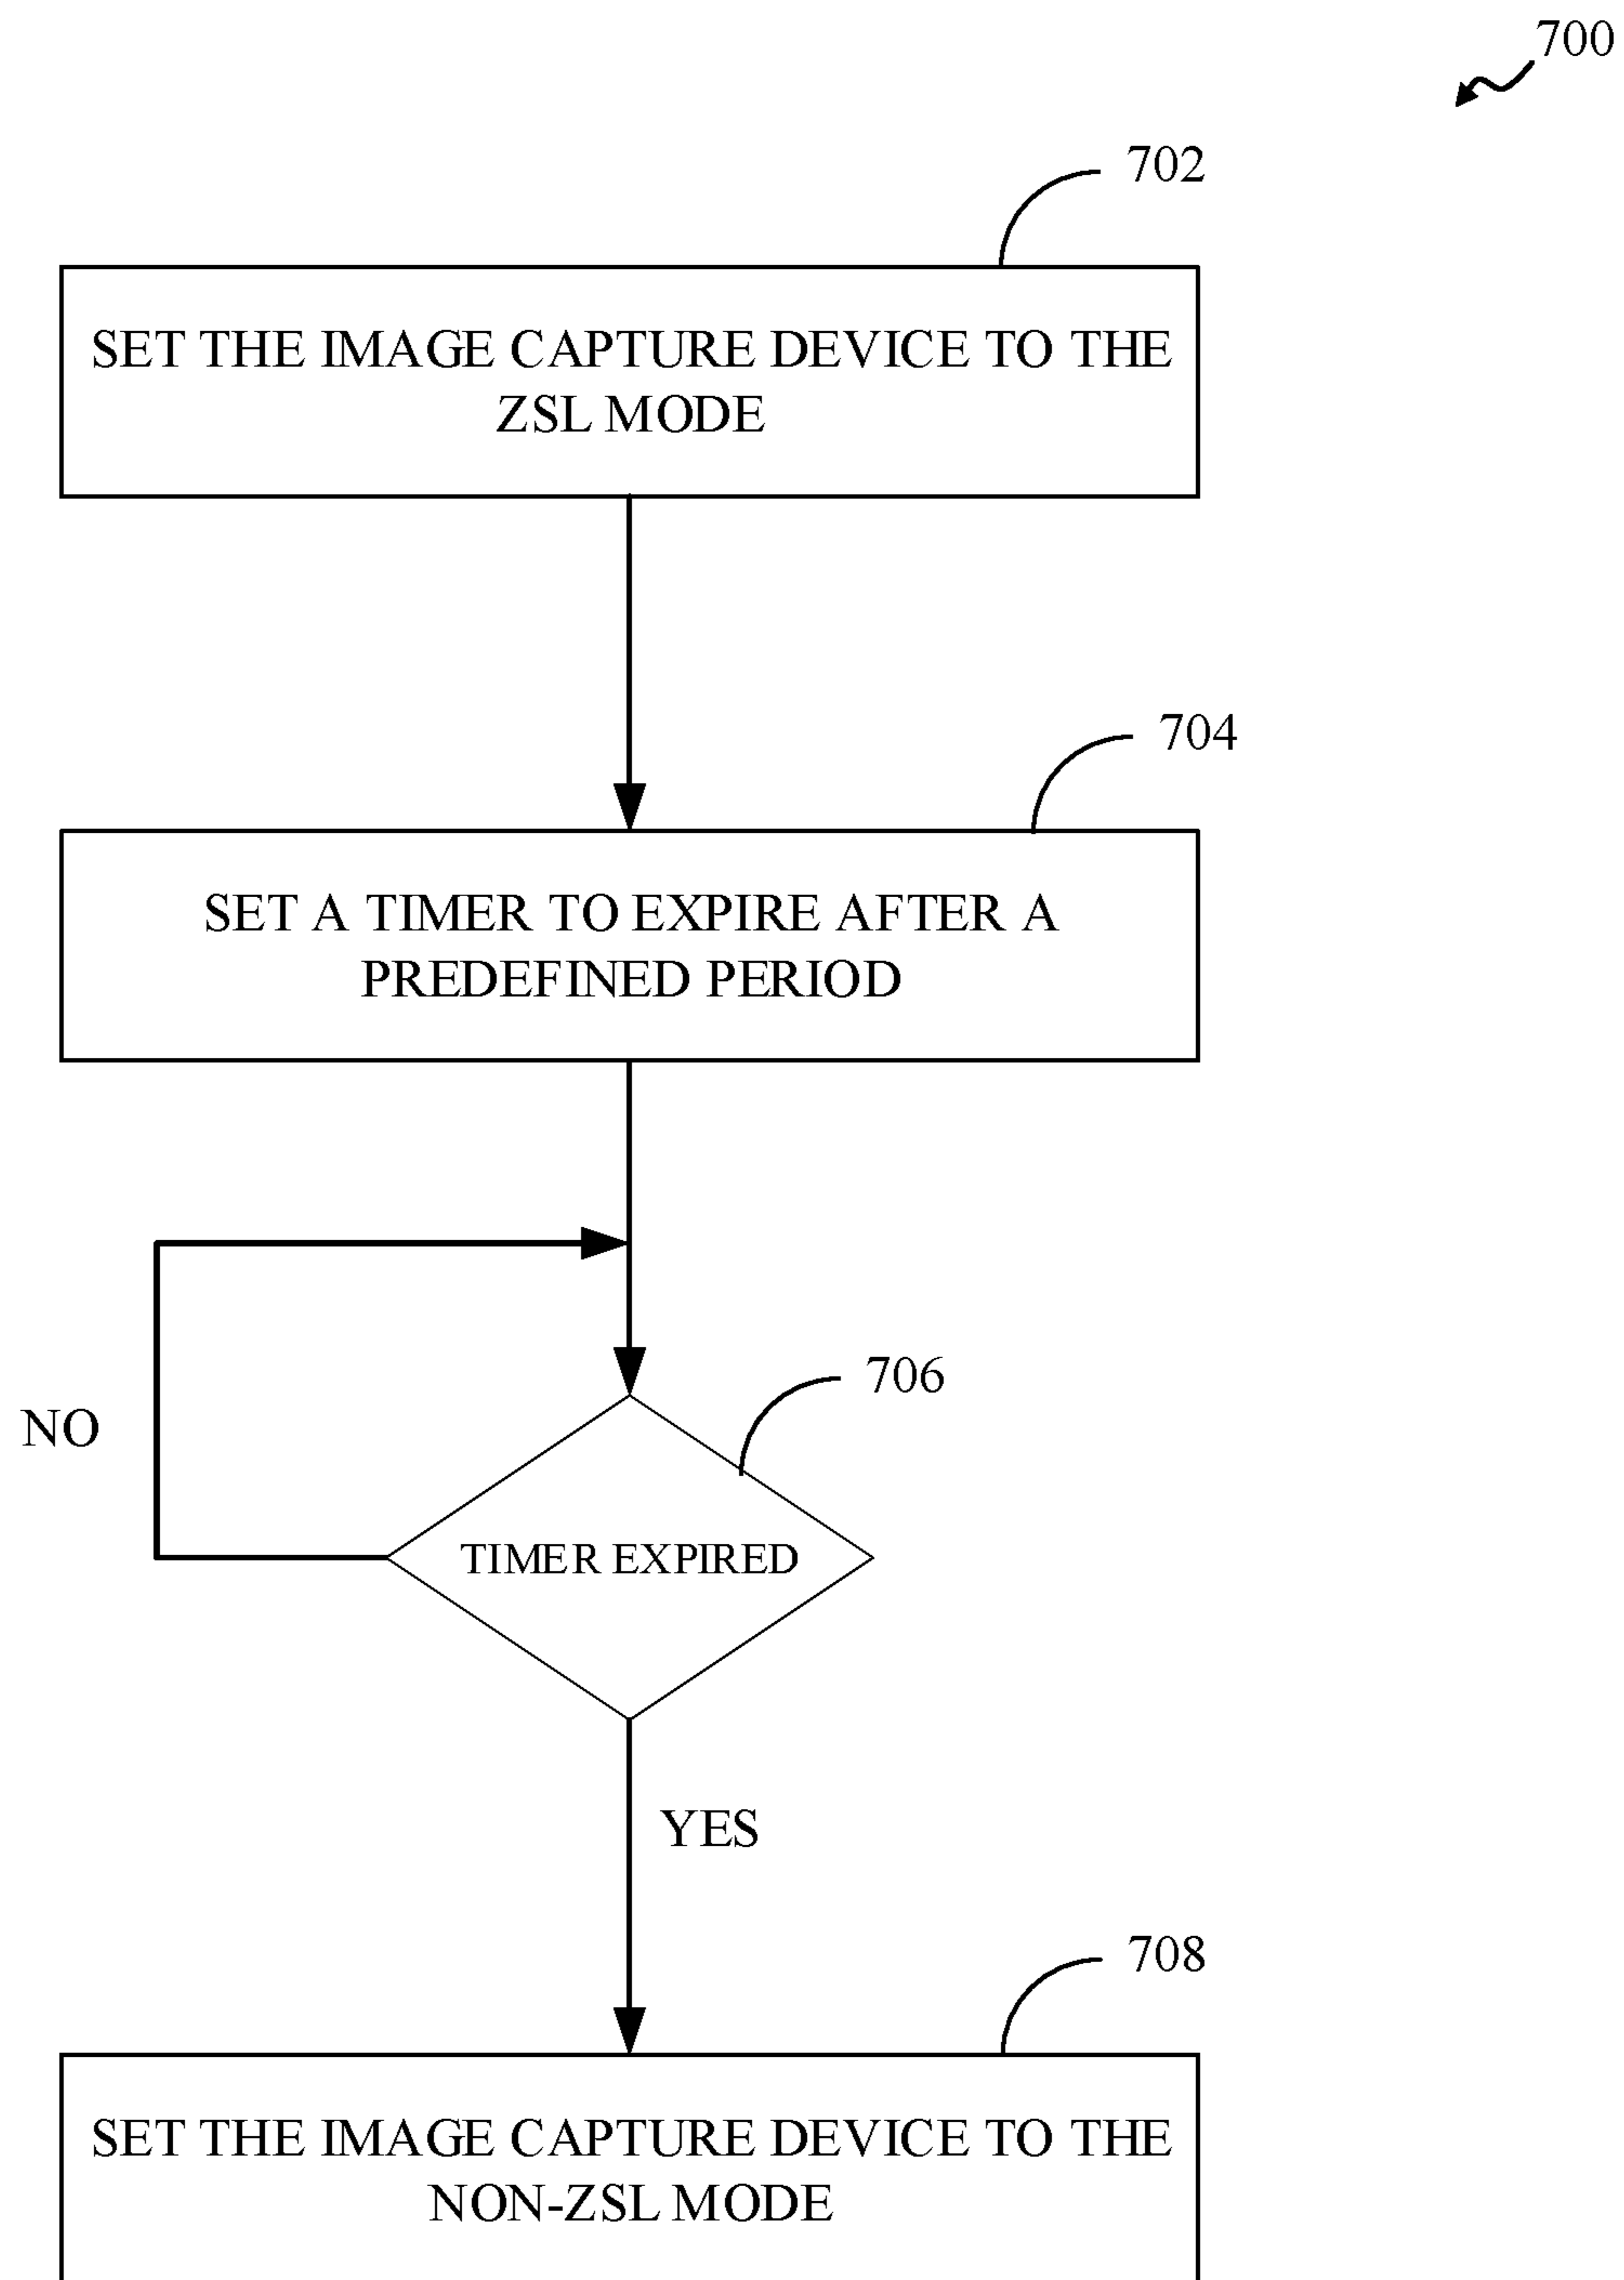 700
702
SET THE IMAGE CAPTURE DEVICE TO THE
ZSL MODE
704
SET A TIMER TO EXPIRE AFTER A
PREDEFINED PERIOD
706
NO
TIMER EXPIRED
YES
708
SET THE IMAGE CAPTURE DEVICE TO THE
NON-ZSL MODE